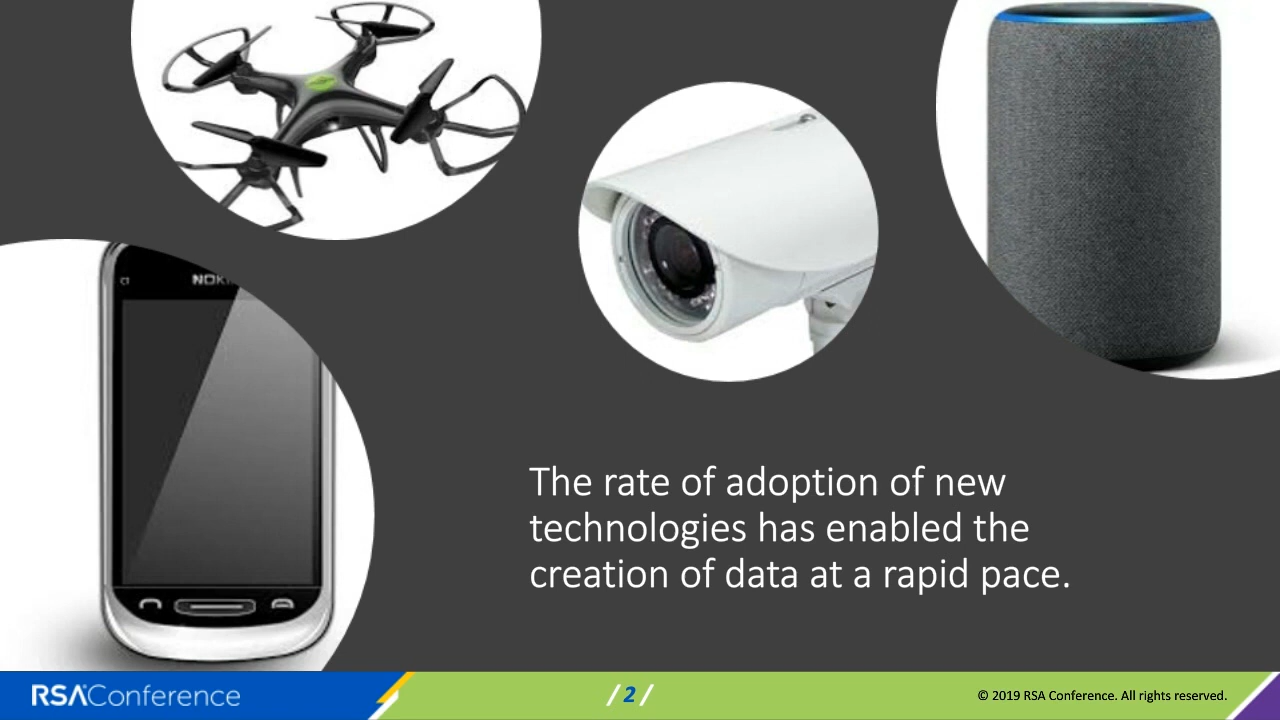 C1
The rate of adoption of new
technologies has enabled the
creation of data at a rapid pace.
RSAConference
/ 2 /
© 2019 RSA Conference. All rights reserved.